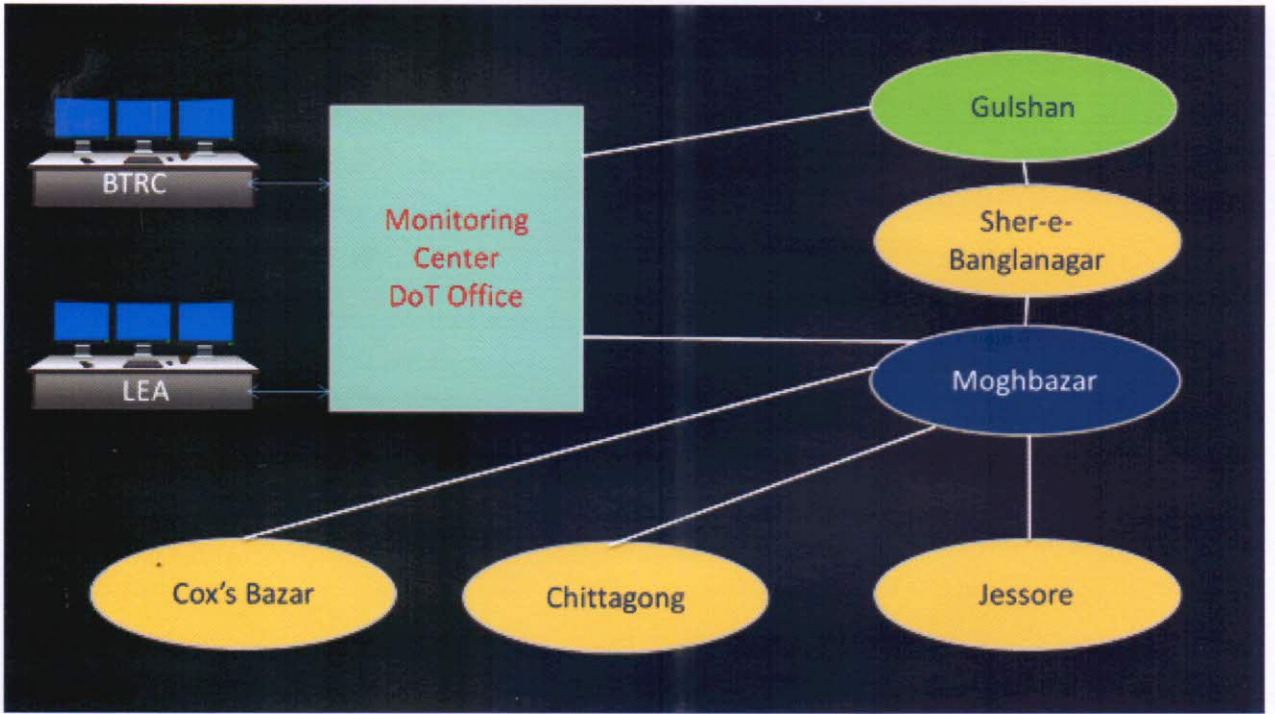 BTRC
Monitoring
Center
DoT Office
LEA
Gulshan
Sher-e-
Banglanagar
Moghbazar
Cox's Bazar
Chittagong
Jessore